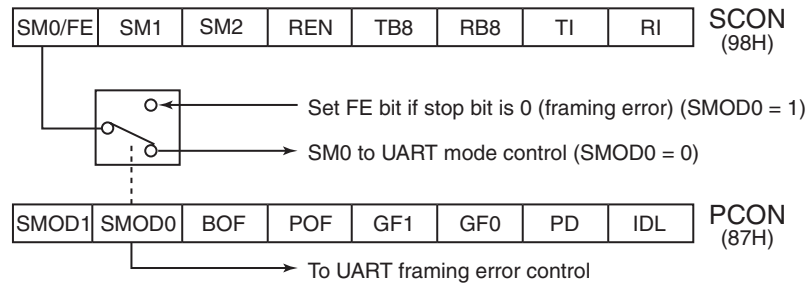 SM0/FE SM1 SM2 REN TB8 RB8 TI RI SCON
(98H)
Set FE bit if stop bit is 0 (framing error) (SMOD0 = 1)
SM0 to UART mode control (SMOD0 = 0)
SMOD1 SMOD0 BOF POF GF1 GF0 PD IDL PCON
(87H)
To UART framing error control